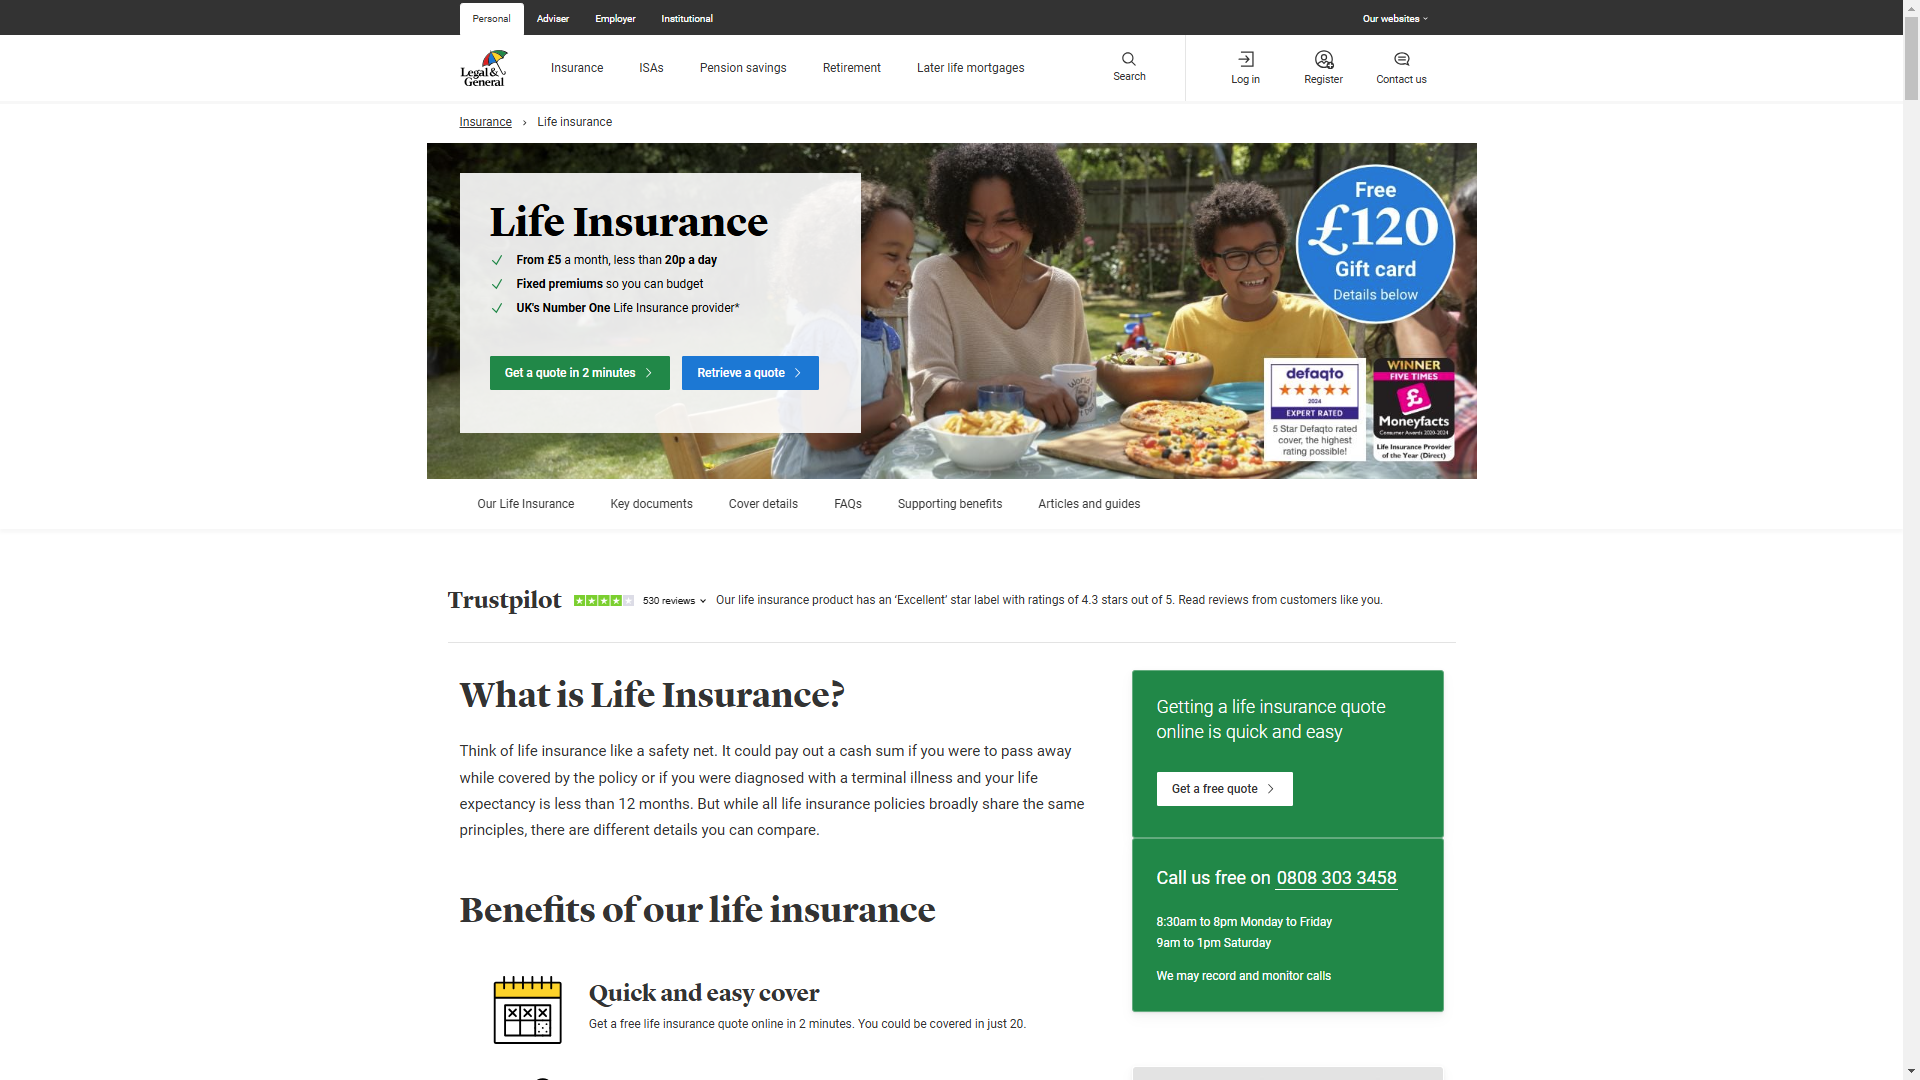 Personal
Adviser
Employer
Institutional
Our websites
Legal &
General
Insurance
ISAs
Pension savings
Retirement
Later life mortgages
Search
Log in
Register
Contact us
Insurance › Life insurance
Life Insurance
From £5 a month, less than 20p a day
Fixed premiums so you can budget
UK's Number One Life Insurance provider*
Get a quote in 2 minutes
Retrieve a quote
Free
£120
Gift card
Details below
defaqto
2024
EXPERT RATED
5 Star Defaqto rated
cover, the highest
rating possible!
WINNER
FIVE TIMES
£
Moneyfacts
Consumer Awards 2020-2024
Life Insurance Provider
of the Year (Direct)
Our Life Insurance
Key documents
Cover details
FAQs
Supporting benefits
Articles and guides
Trustpilot
530 reviews
Our life insurance product has an ‘Excellent’ star label with ratings of 4.3 stars out of 5. Read reviews from customers like you.
What is Life Insurance?
Think of life insurance like a safety net. It could pay out a cash sum if you were to pass away
while covered by the policy or if you were diagnosed with a terminal illness and your life
expectancy is less than 12 months. But while all life insurance policies broadly share the same
principles, there are different details you can compare.
Getting a life insurance quote
online is quick and easy
Get a free quote
Call us free on 0808 303 3458
8:30am to 8pm Monday to Friday
9am to 1pm Saturday
We may record and monitor calls
Benefits of our life insurance
Quick and easy cover
Get a free life insurance quote online in 2 minutes. You could be covered in just 20.